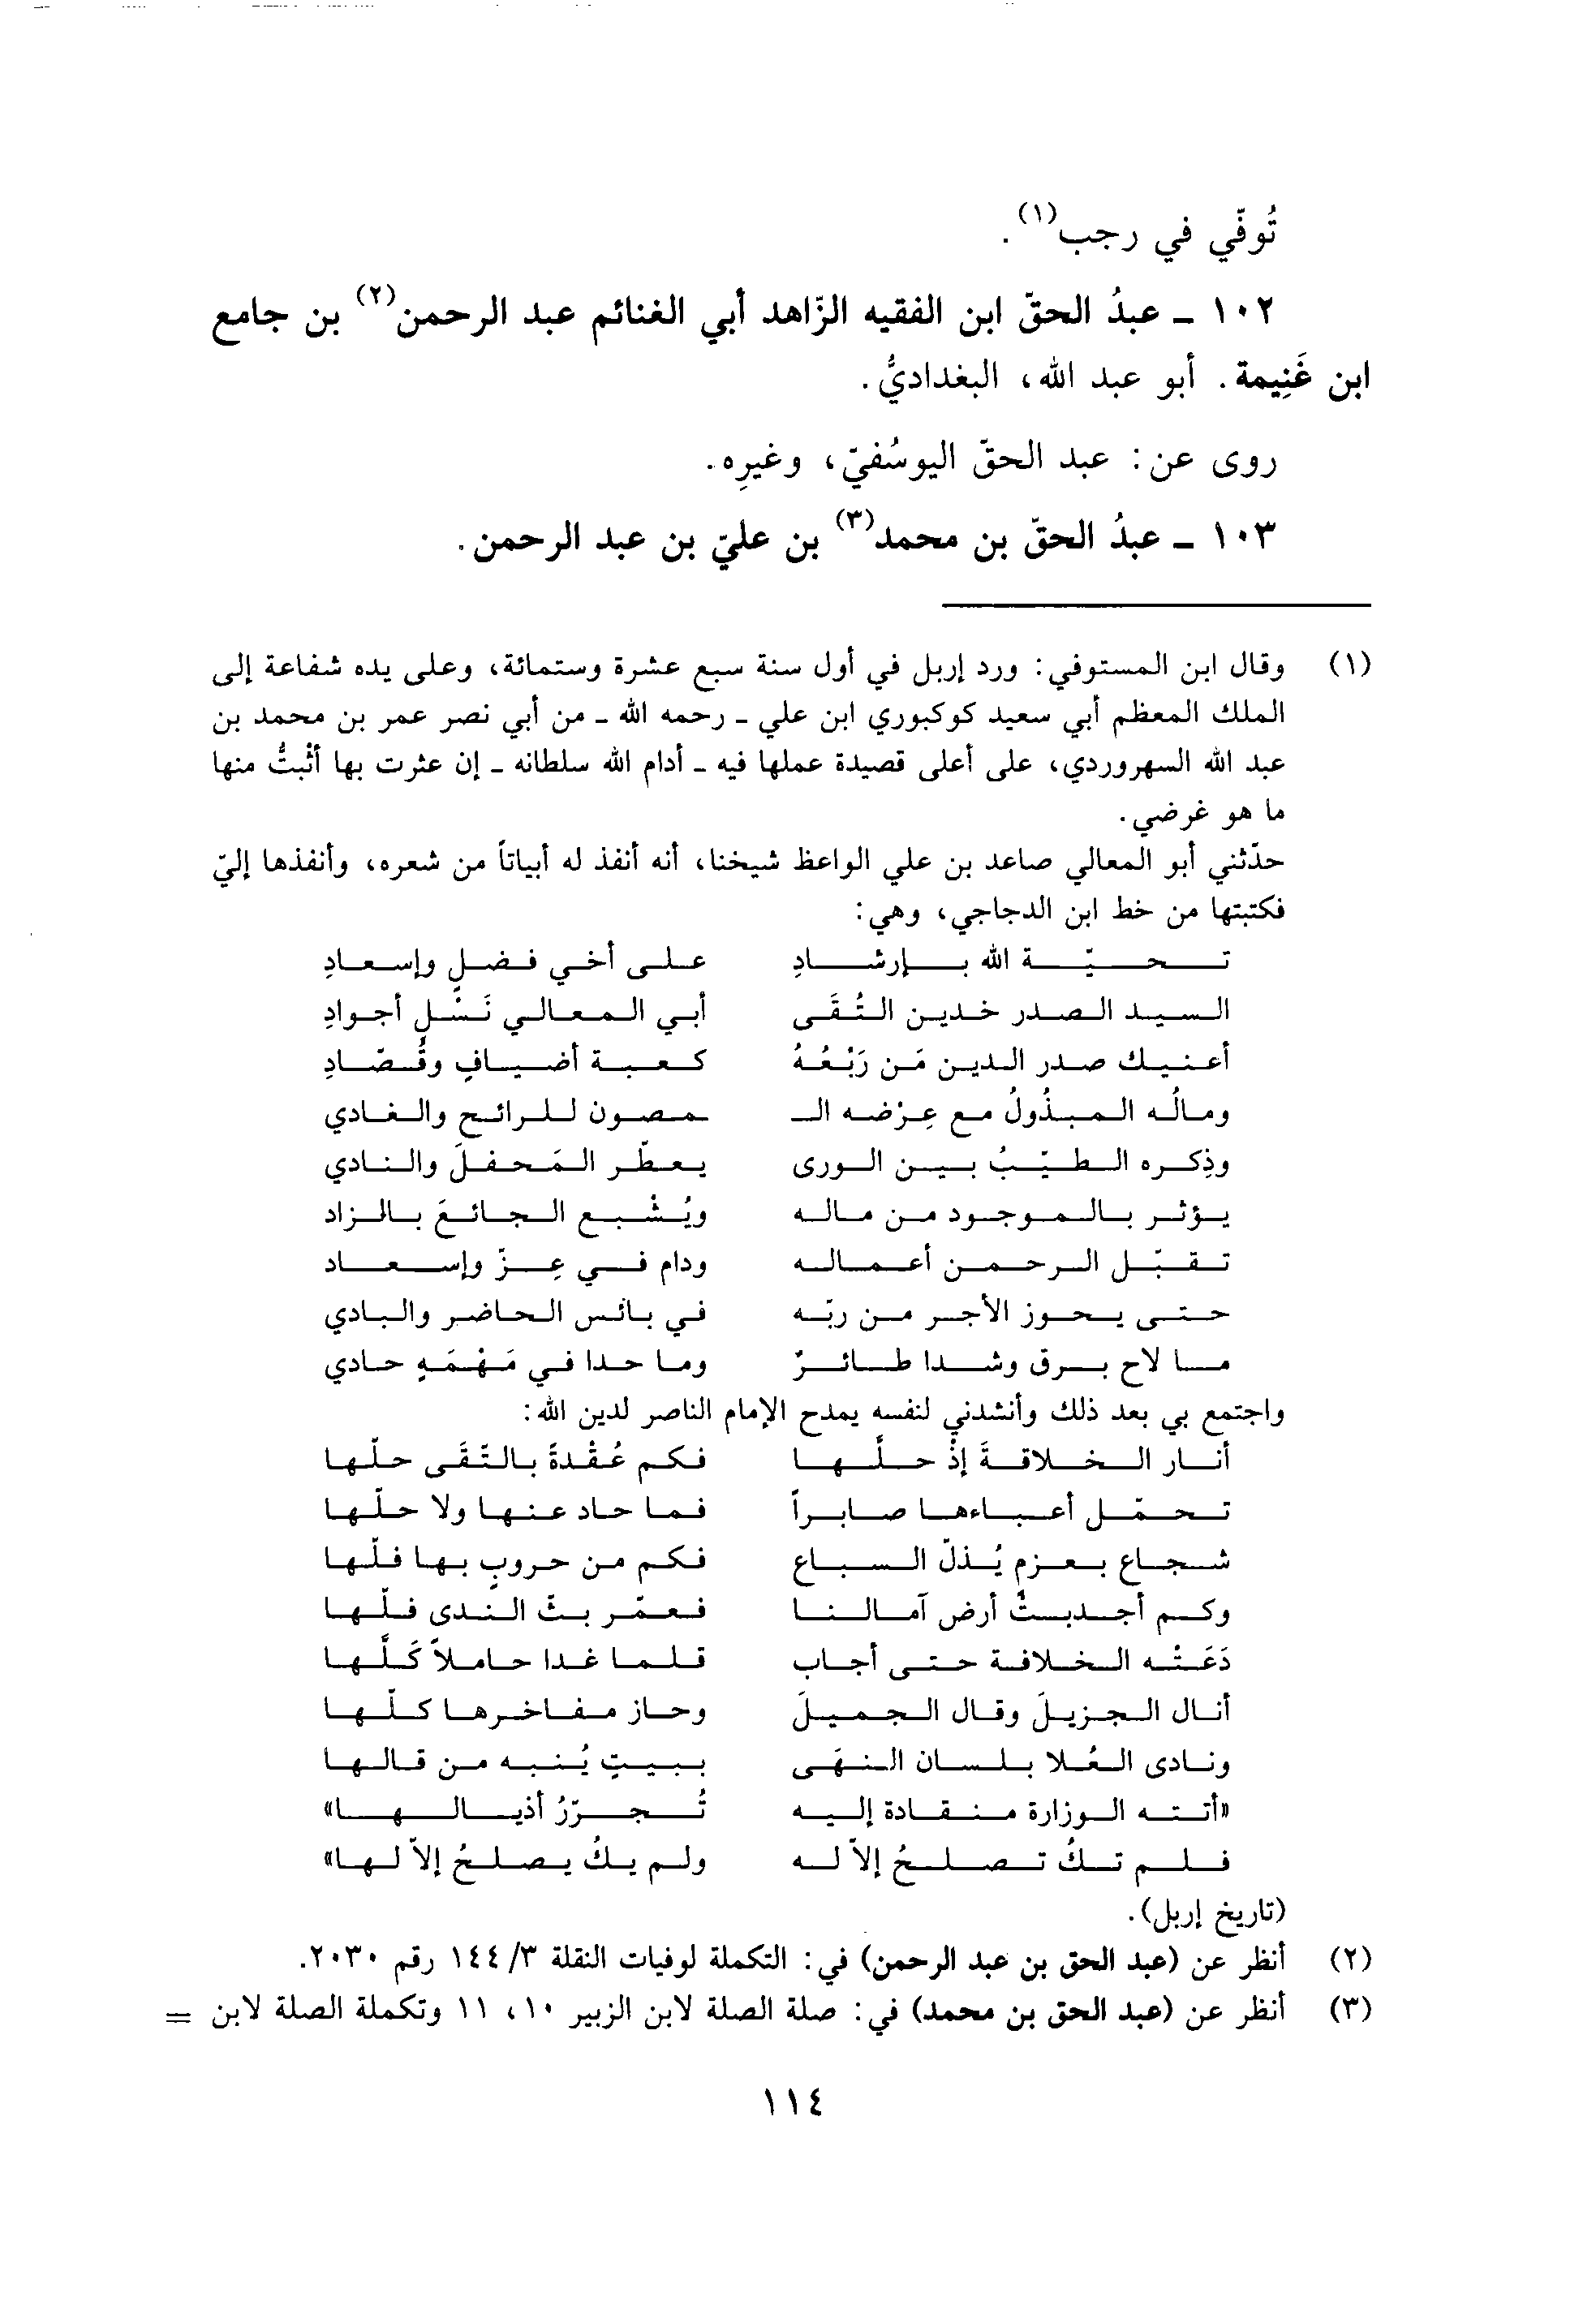 تُوفّي في رجب(١).
١٠٢ ـ عبدُ الحقّ ابن الفقيه الزّاهد أبي الغنائم عبد الرحمن(٢) بن جامع
ابن غَنِيمة. أبو عبد الله، البغداديُّ.
روى عن: عبد الحقّ اليوسُفيّ، وغيرِه.
١٠٣ ـ عبدُ الحقّ بن محمد(٣) بن عليّ بن عبد الرحمن.
(١) وقال ابن المستوفي: ورد إربل في أول سنة سبع عشرة وستمائة، وعلى يده شفاعة إلى
الملك المعظم أبي سعيد كوكبوري ابن علي ـ رحمه الله ـ من أبي نصر عمر بن محمد بن
عبد الله السهروردي، على أعلى قصيدة عملها فيه ـ أدام الله سلطانه ـ إن عثرت بها أثْبتُّ منها
ما هو غرضي.
حدّثني أبو المعالي صاعد بن علي الواعظ شيخنا، أنه أنفذ له أبياتاً من شعره، وأنفذها إليّ
فكتبتها من خط ابن الدجاجي، وهي:
تحيّة الله بإرشادِ على أخي فضلٍ وإسعادِ
السيد الصدر خدين التُقَى أبي المعالي نَسْل أجوادِ
أعنيك صدر الدين مَن رَبْعُهُ كعبة أضيافٍ وقُصّادِ
ومالُه المبذُولُ مع عِرْضه الـ ـمصون للرائح والغادي
وذِكره الطيّبُ بين الورى يعطّر المَحفلَ والنادي
يؤثر بالموجود من ماله ويُشْبع الجائعَ بالزاد
تقبّل الرحمن أعماله ودام في عِزّ وإسعاد
حتى يحوز الأجر من ربّه في بائس الحاضر والبادي
ما لاح برق وشدا طائرٌ وما حدا في مَهْمَهٍ حادي
واجتمع بي بعد ذلك وأنشدني لنفسه يمدح الإمام الناصر لدين الله:
أنار الخلاقةَ إذْ حلَّها فكم عُقْدةً بالتّقَى حلّها
تحمّل أعباءها صابراً فما حاد عنها ولا حلّها
شجاع بعزم يُذلّ السباع فكم من حروبٍ بها فلّها
وكم أجدبتْ أرض آمالنا فعمّر بثّ الندى فلّها
دَعَتْه الخلافة حتى أجاب قلما غدا حاملاً كَلَّها
أنال الجزيلَ وقال الجميلَ وحاز مفاخرها كلّها
ونادى العُلا بلسان النهَى ببيتٍ يُنبه من قالها
«أتته الوزارة منقادة إليه تُجرّرُ أذيالها»
فلم تكُ تصلحُ إلاّ له ولم يكُ يصلحُ إلاّ لها»
(تاريخ إربل).
(٢) أنظر عن (عبد الحق بن عبد الرحمن) في: التكملة لوفيات النقلة ٣/ ١٤٤ رقم ٢٠٣٠.
(٣) أنظر عن (عبد الحق بن محمد) في: صلة الصلة لابن الزبير ١٠، ١١ وتكملة الصلة لابن =
١١٤